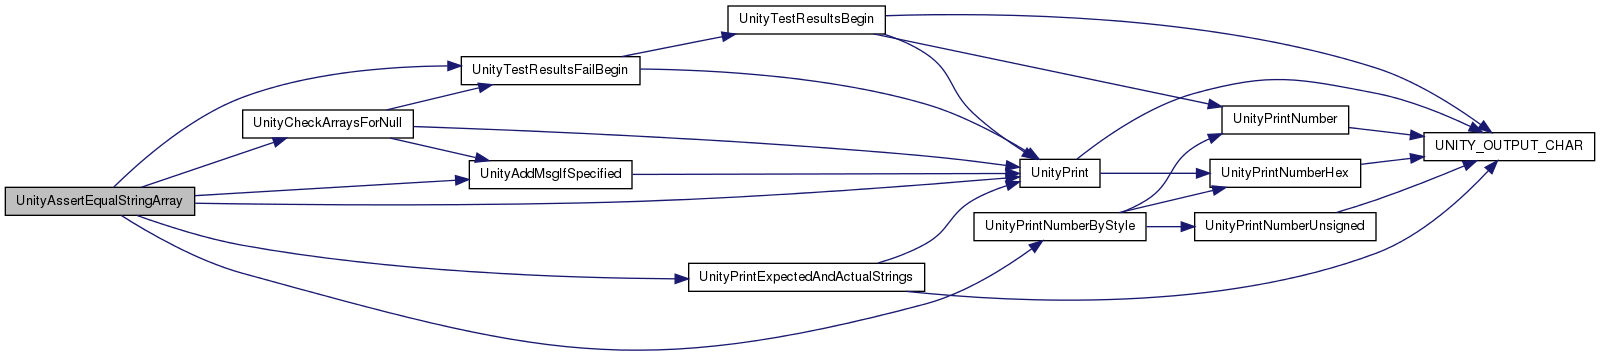 UnityTestResultsBegin
UnityTestResultsFailBegin
UnityCheckArraysForNull
UnityPrintNumber
UNITY_OUTPUT_CHAR
UnityAddMsgIfSpecified
UnityPrint
UnityPrintNumberHex
UnityAssertEqualStringArray
UnityPrintNumberByStyle
UnityPrintNumberUnsigned
UnityPrintExpectedAndActualStrings